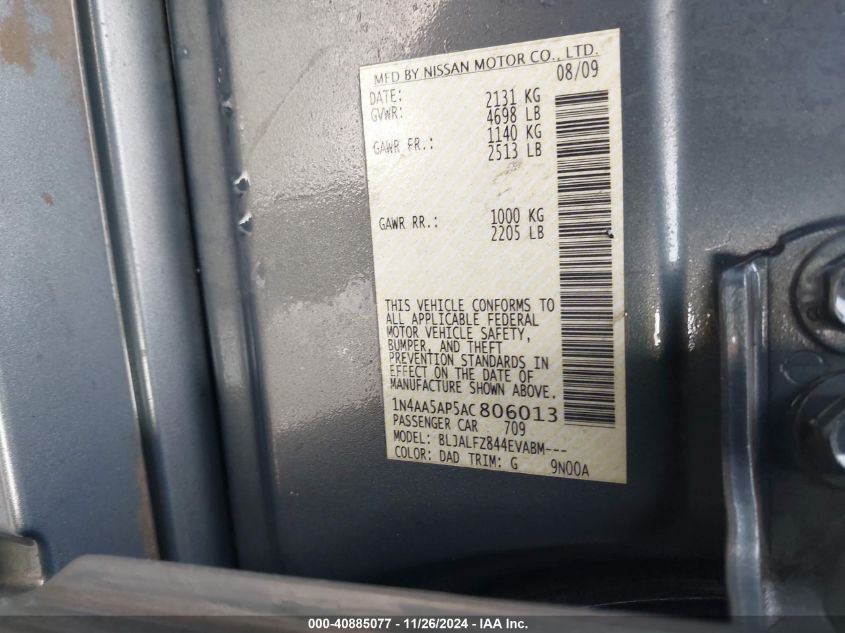 MFD BY NISSAN MOTOR CO., LTD.
DATE: 08/09
GVWR: 2131 KG
4698 LB
GAWR FR.: 1140 KG
2513 LB
GAWR RR.: 1000 KG
2205 LB
THIS VEHICLE CONFORMS TO
ALL APPLICABLE FEDERAL
MOTOR VEHICLE SAFETY,
BUMPER, AND THEFT
PREVENTION STANDARDS IN
EFFECT ON THE DATE OF
MANUFACTURE SHOWN ABOVE.
1N4AA5AP5AC806013
PASSENGER CAR 709
MODEL: BLJALFZ844EVABM---
COLOR: DAD TRIM: G 9N00A
000-40885077 - 11/26/2024 - IAA Inc.